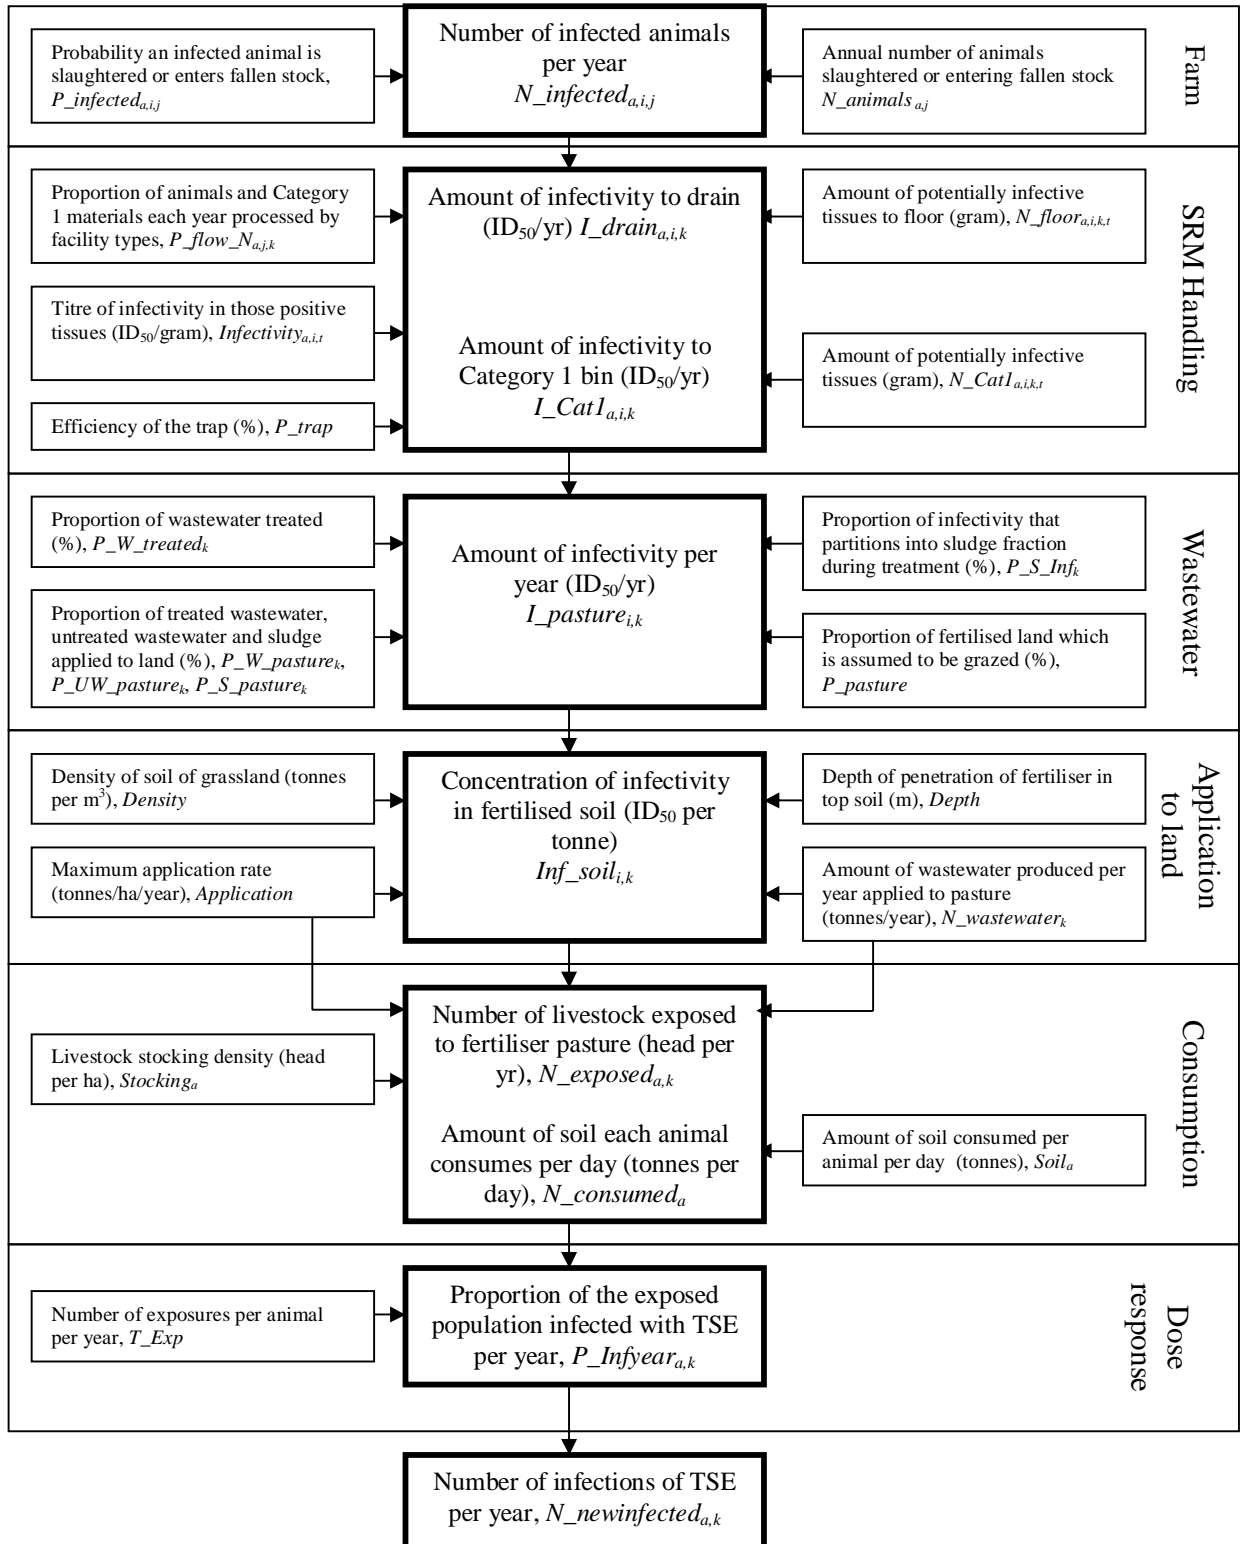 Number of infected animals
per year
N_infected a,i,j
Probability an infected animal is
slaughtered or enters fallen stock,
P_infected a,i,j
Annual number of animals
slaughtered or entering fallen stock
N_animals a,j
Farm
Proportion of animals and Category
1 materials each year processed by
facility types, P_flow_N a,j,k
Amount of infectivity to drain
(ID50/yr) I_drain a,i,k
Amount of potentially infective
tissues to floor (gram), N_floor a,i,k,t
SRM Handling
Titre of infectivity in those positive
tissues (ID50/gram), Infectivity a,i,t
Amount of infectivity to
Category 1 bin (ID50/yr)
I_Cat1 a,i,k
Amount of potentially infective
tissues (gram), N_Cat1 a,i,k,t
Efficiency of the trap (%), P_trap
Proportion of wastewater treated
(%), P_W_treated k
Amount of infectivity per
year (ID50/yr)
I_pasture i,k
Proportion of infectivity that
partitions into sludge fraction
during treatment (%), P_S_Inf k
Wastewater
Proportion of treated wastewater,
untreated wastewater and sludge
applied to land (%), P_W_pasture k,
P_UW_pasture k, P_S_pasture k
Proportion of fertilised land which
is assumed to be grazed (%),
P_pasture
Density of soil of grassland (tonnes
per m3), Density
Concentration of infectivity
in fertilised soil (ID50 per
tonne)
Inf_soil i,k
Depth of penetration of fertiliser in
top soil (m), Depth
Application
to land
Maximum application rate
(tonnes/ha/year), Application
Amount of wastewater produced per
year applied to pasture
(tonnes/year), N_wastewater k
Number of livestock exposed
to fertiliser pasture (head per
yr), N_exposed a,k
Livestock stocking density (head
per ha), Stocking a
Consumption
Amount of soil each animal
consumes per day (tonnes per
day), N_consumed a
Amount of soil consumed per
animal per day (tonnes), Soil a
Number of exposures per animal
per year, T_Exp
Proportion of the exposed
population infected with TSE
per year, P_Infyear a,k
Dose
response
Number of infections of TSE
per year, N_newinfected a,k